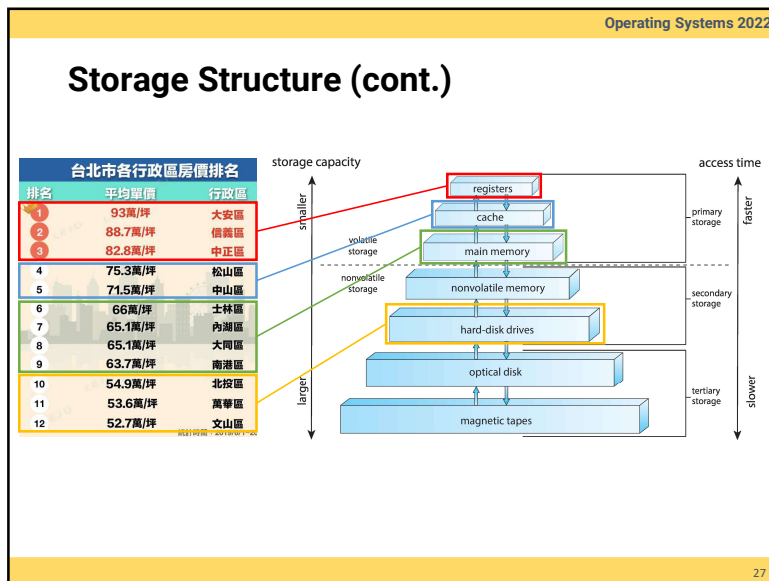 Operating Systems 2022
Storage Structure (cont.)
台北市各行政區房價排名
排名 平均單價 行政區
1 93萬/坪 大安區
2 88.7萬/坪 信義區
3 82.8萬/坪 中正區
4 75.3萬/坪 松山區
5 71.5萬/坪 中山區
6 66萬/坪 士林區
7 65.1萬/坪 內湖區
8 65.1萬/坪 大同區
9 63.7萬/坪 南港區
10 54.9萬/坪 北投區
11 53.6萬/坪 萬華區
12 52.7萬/坪 文山區
storage capacity
access time
smaller
larger
volatile
storage
nonvolatile
storage
registers
cache
main memory
nonvolatile memory
hard-disk drives
optical disk
magnetic tapes
primary
storage
secondary
storage
tertiary
storage
faster
slower
27